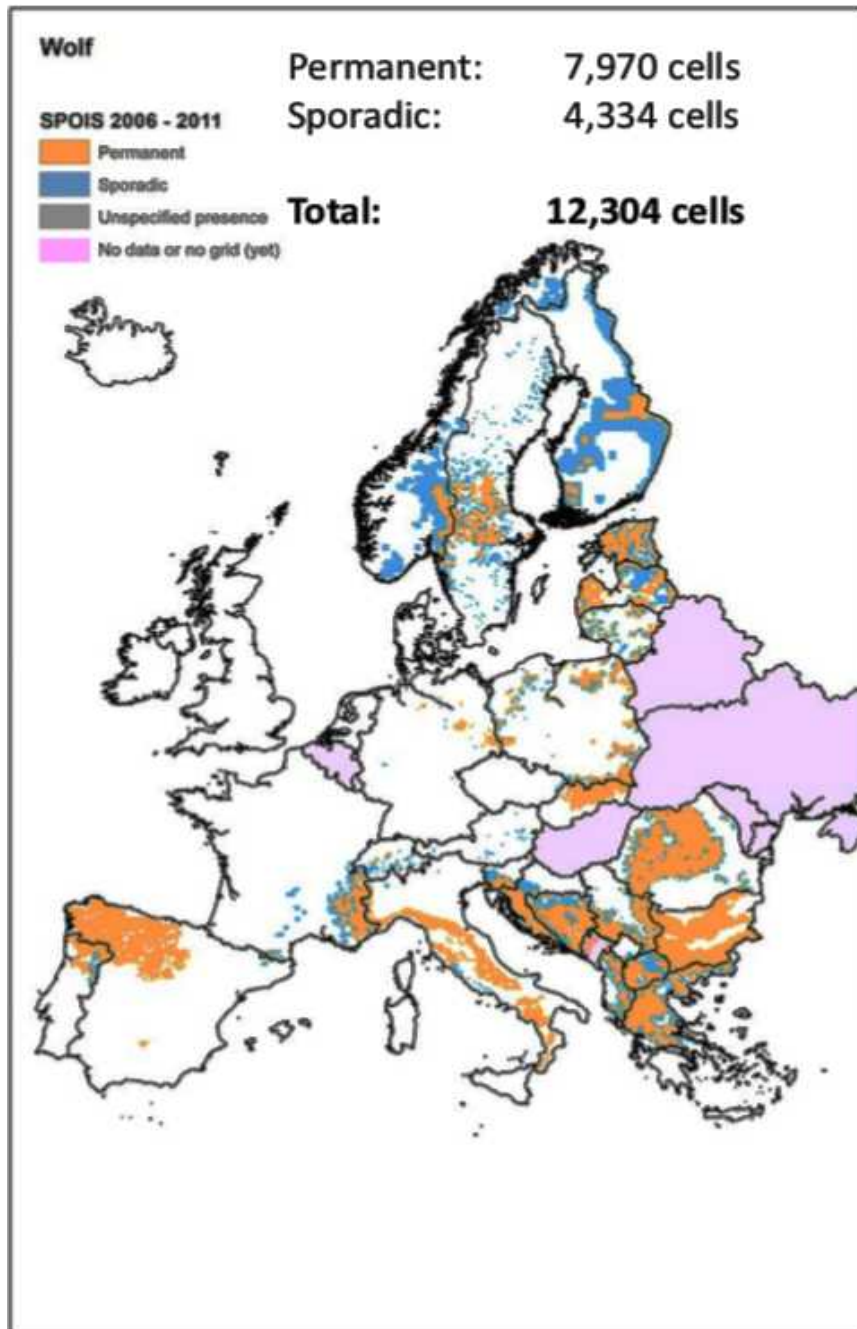 Wolf
Permanent: 7,970 cells
Sporadic: 4,334 cells
Total: 12,304 cells
SPOIS 2006 - 2011
Permanent
Sporadic
Unspecified presence
No data or no grid (yet)